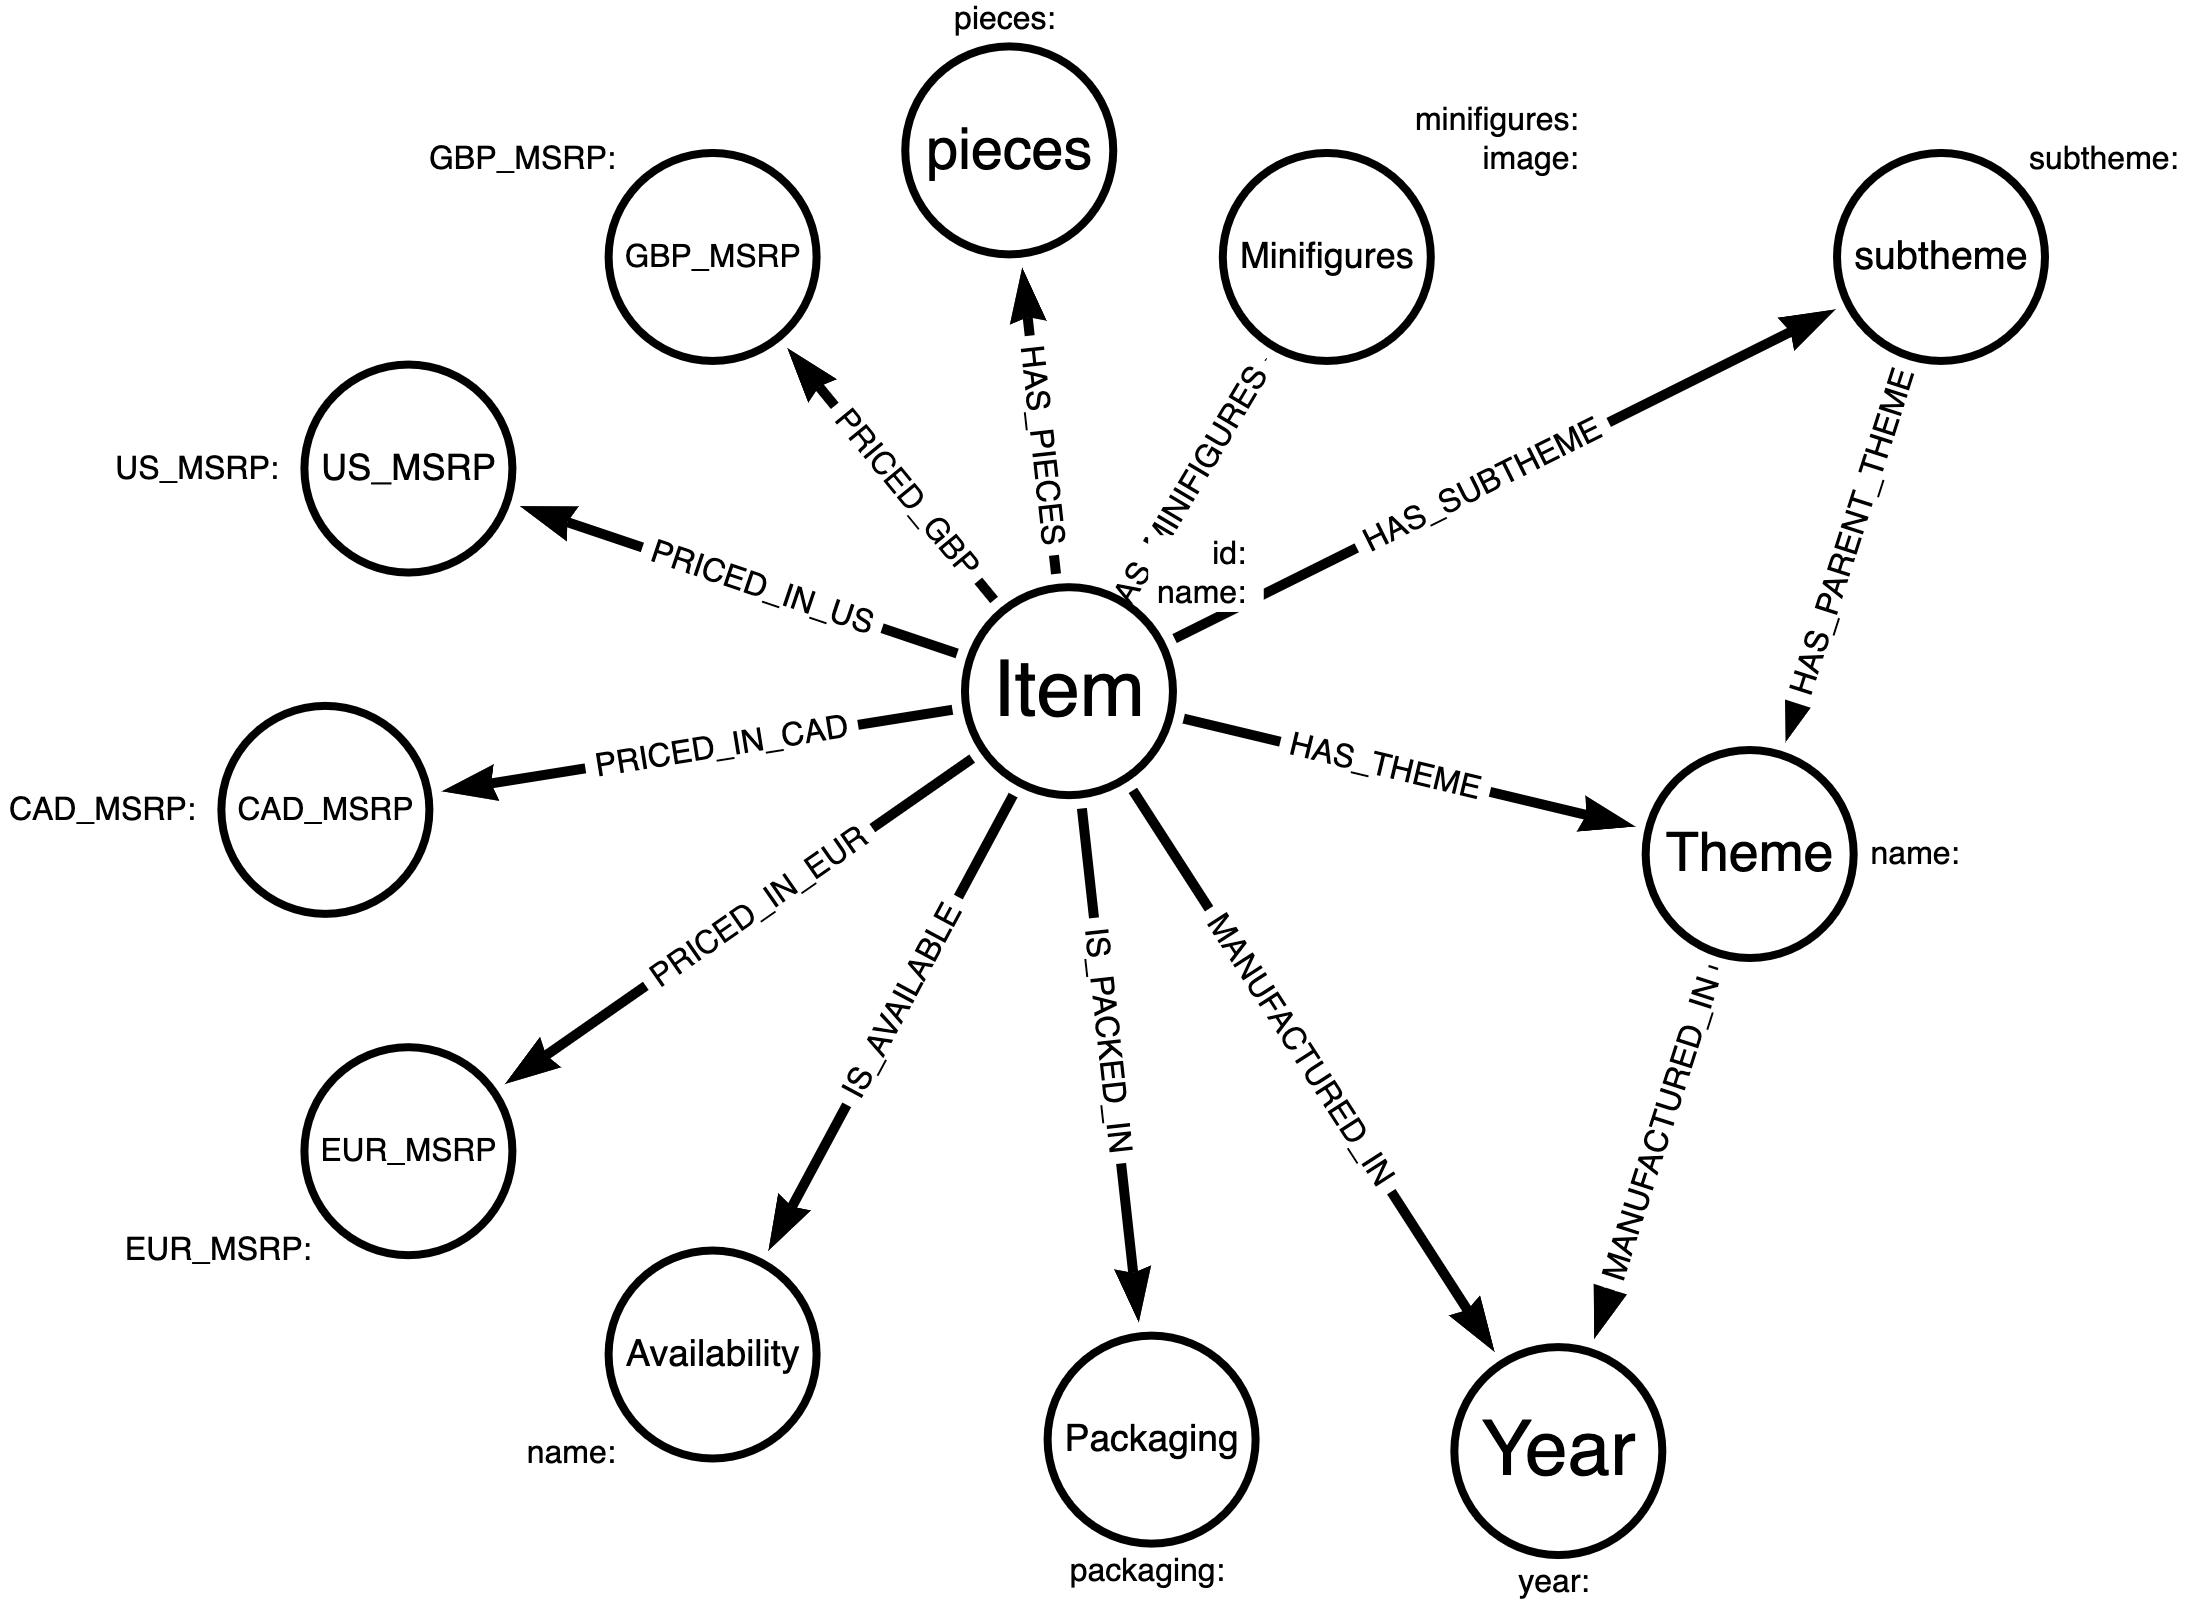 pieces:
pieces
minifigures:
image:
GBP_MSRP:
GBP_MSRP
Minifigures
subtheme
subtheme:
HAS_PIECES
PRICED_GBP
AS MINIFIGURES
HAS_SUBTHEME
HAS_PARENT_THEME
US_MSRP:
US_MSRP
PRICED_IN_US
id:
name:
Item
PRICED_IN_CAD
HAS_THEME
CAD_MSRP:
CAD_MSRP
Theme
name:
PRICED_IN_EUR
IS_AVAILABLE
IS_PACKED_IN
MANUFACTURED_IN
MANUFACTURED_IN
EUR_MSRP
EUR_MSRP:
Availability
name:
Packaging
packaging:
Year
year: